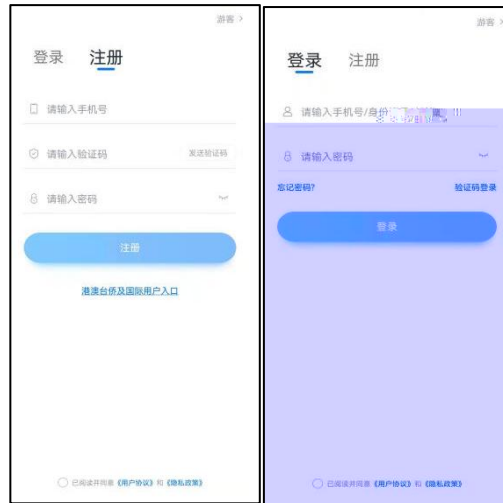 游客 >
登录 注册
请输入手机号
请输入验证码 发送验证码
请输入密码
注册
港澳台侨及国际用户入口
已阅读并同意《用户协议》和《隐私政策》
游客 >
登录 注册
请输入手机号/身份
请输入密码
忘记密码? 验证码登录
登录
已阅读并同意《用户协议》和《隐私政策》